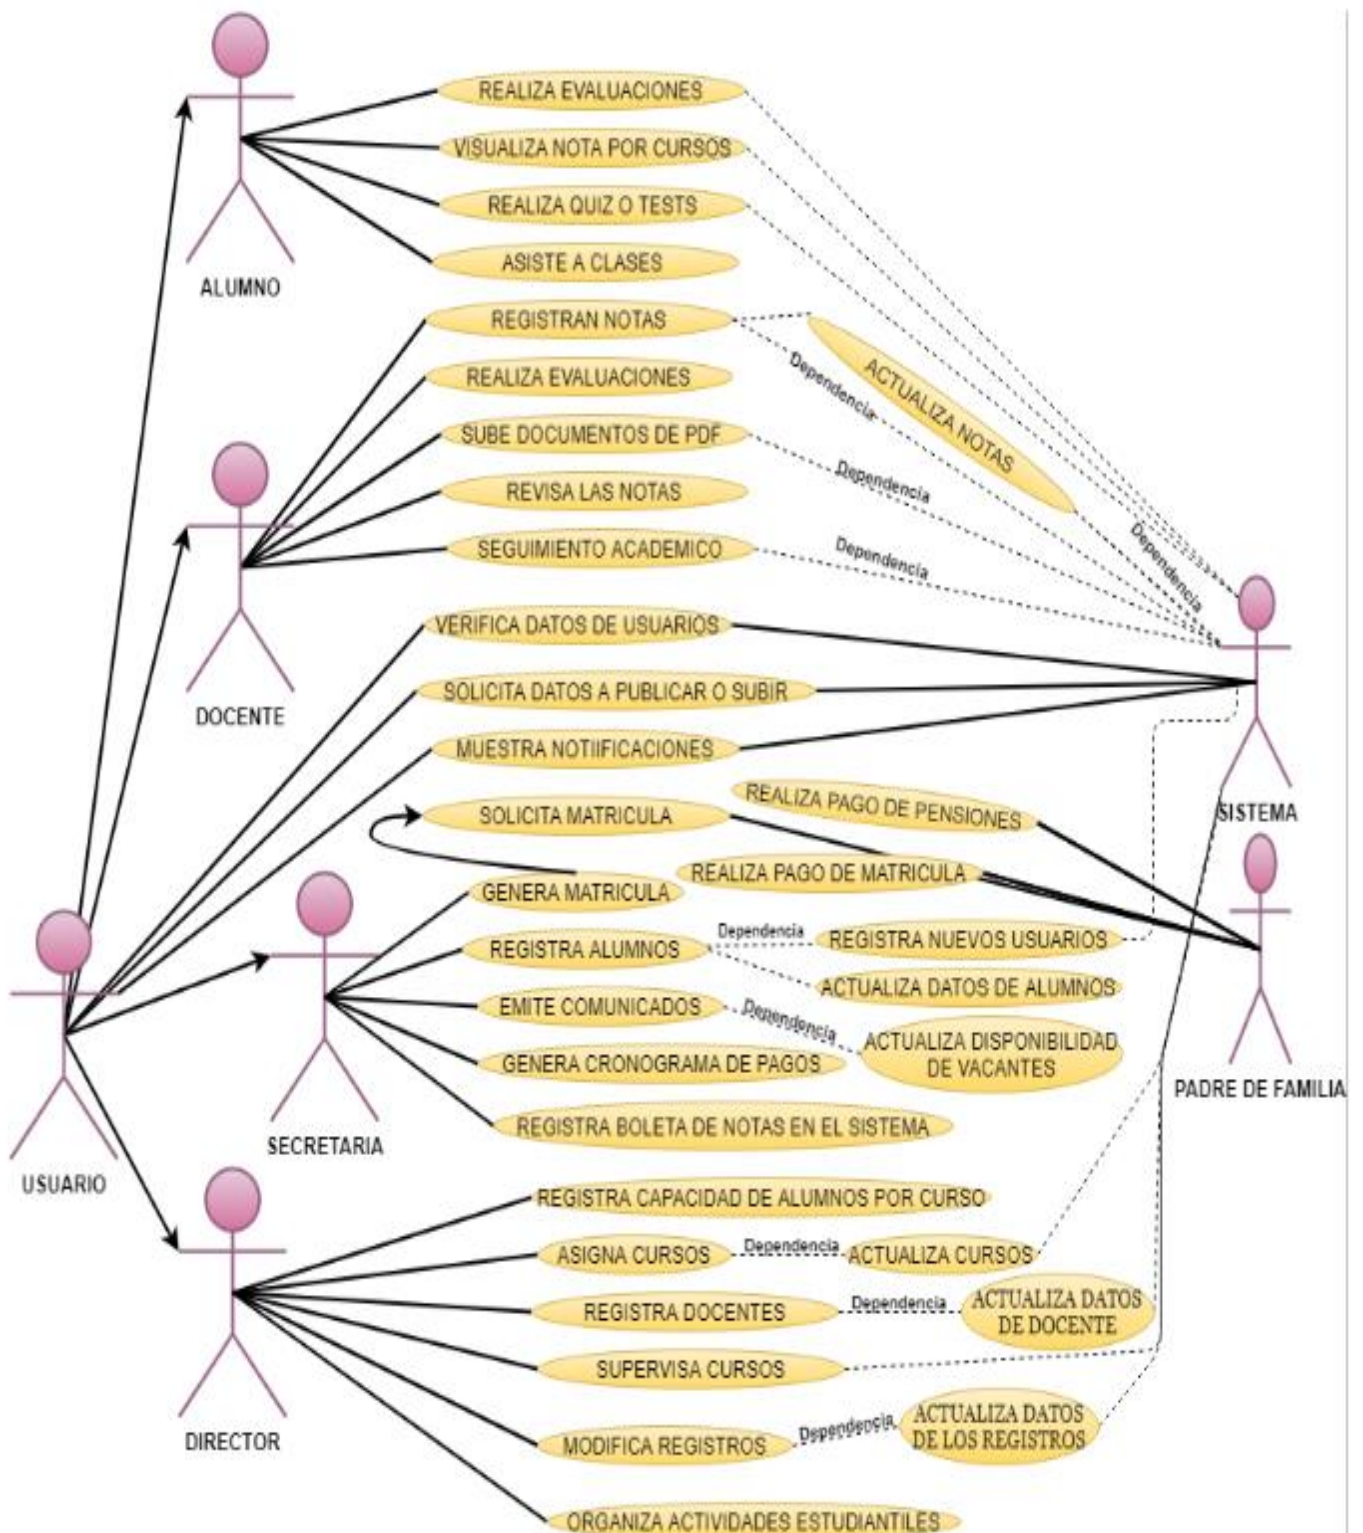 REALIZA EVALUACIONES
VISUALIZA NOTA POR CURSOS
REALIZA QUIZ O TESTS
ASISTE A CLASES
ALUMNO
REGISTRAN NOTAS
Dependencia
ACTUALIZA NOTAS
REALIZA EVALUACIONES
SUBE DOCUMENTOS DE PDF
Dependencia
REVISA LAS NOTAS
SEGUIMIENTO ACADEMICO
Dependencia
Dependencia
DOCENTE
VERIFICA DATOS DE USUARIOS
SOLICITA DATOS A PUBLICAR O SUBIR
MUESTRA NOTIIFICACIONES
SISTEMA
REALIZA PAGO DE PENSIONES
SOLICITA MATRICULA
REALIZA PAGO DE MATRICULA
GENERA MATRICULA
REGISTRA ALUMNOS
Dependencia
REGISTRA NUEVOS USUARIOS
ACTUALIZA DATOS DE ALUMNOS
EMITE COMUNICADOS
Dependencia
ACTUALIZA DISPONIBILIDAD
DE VACANTES
GENERA CRONOGRAMA DE PAGOS
PADRE DE FAMILIA
REGISTRA BOLETA DE NOTAS EN EL SISTEMA
SECRETARIA
USUARIO
REGISTRA CAPACIDAD DE ALUMNOS POR CURSO
ASIGNA CURSOS
Dependencia
ACTUALIZA CURSOS
REGISTRA DOCENTES
Dependencia
ACTUALIZA DATOS
DE DOCENTE
SUPERVISA CURSOS
DIRECTOR
MODIFICA REGISTROS
Dependencia
ACTUALIZA DATOS
DE LOS REGISTROS
ORGANIZA ACTIVIDADES ESTUDIANTILES